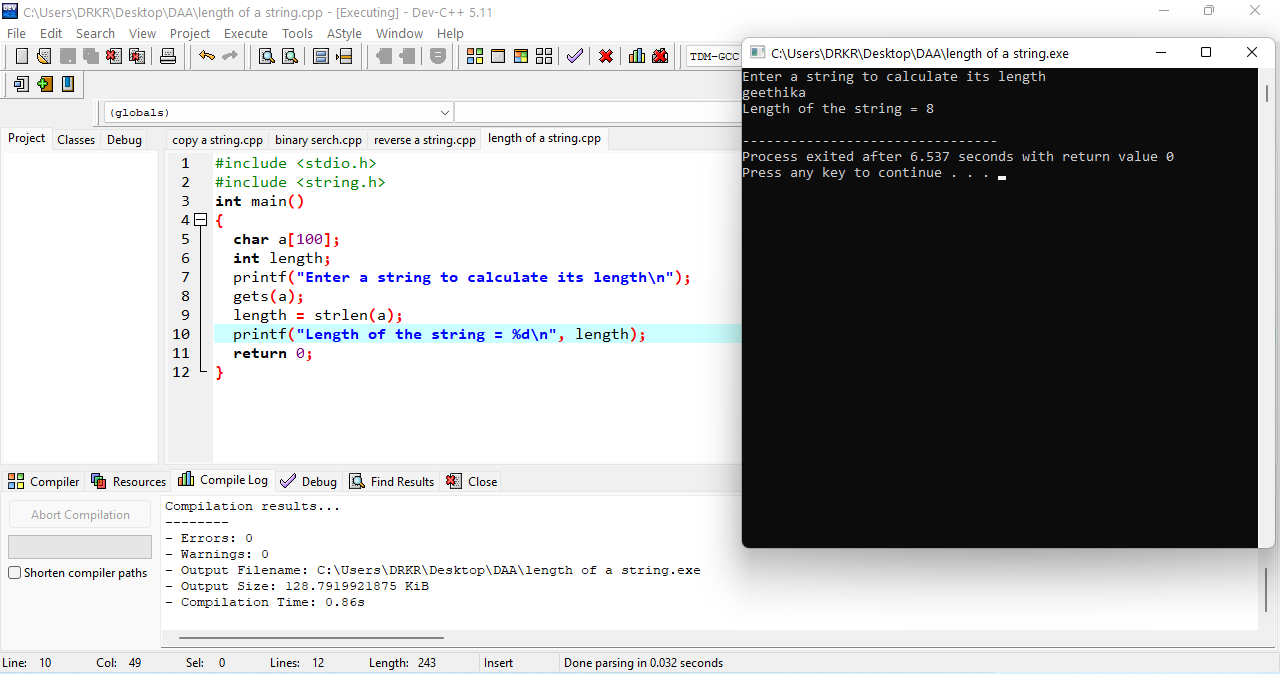 C:\Users\DRKR\Desktop\DAA\length of a string.cpp - [Executing] - Dev-C++ 5.11
File Edit Search View Project Execute Tools AStyle Window Help
TDM-GCC
(globals)
Project Classes Debug
copy a string.cpp binary serch.cpp reverse a string.cpp length of a string.cpp
1 #include <stdio.h>
2 #include <string.h>
3 int main()
4 {
5 char a[100];
6 int length;
7 printf("Enter a string to calculate its length\n");
8 gets(a);
9 length = strlen(a);
10 printf("Length of the string = %d\n", length);
11 return 0;
12 }
C:\Users\DRKR\Desktop\DAA\length of a string.exe
Enter a string to calculate its length
geethika
Length of the string = 8
--------------------------------
Process exited after 6.537 seconds with return value 0
Press any key to continue . . .
Compiler Resources Compile Log Debug Find Results Close
Abort Compilation
Shorten compiler paths
Compilation results...
--------
- Errors: 0
- Warnings: 0
- Output Filename: C:\Users\DRKR\Desktop\DAA\length of a string.exe
- Output Size: 128.7919921875 KiB
- Compilation Time: 0.86s
Line: 10 Col: 49 Sel: 0 Lines: 12 Length: 243 Insert Done parsing in 0.032 seconds